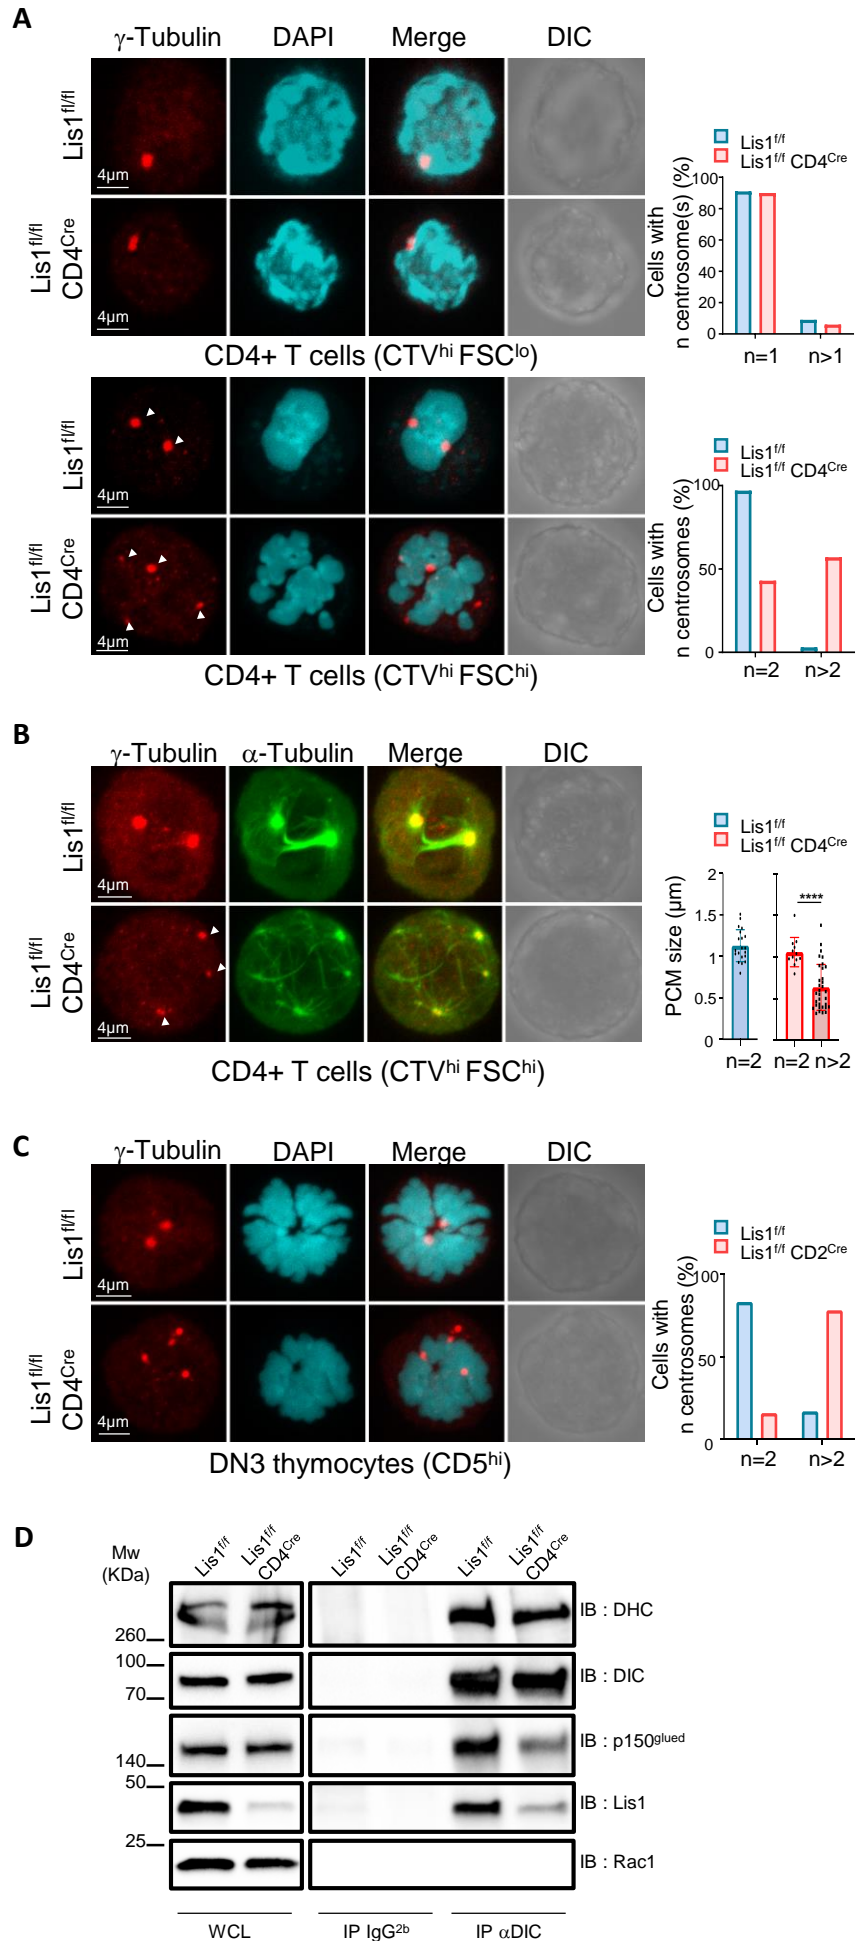 A
γ-Tubulin DAPI Merge DIC
Lis1fl/fl
4µm
Lis1fl/fl CD4Cre
4µm
CD4+ T cells (CTVhi FSClo)
Lis1f/f
Lis1f/f CD4Cre
Cells with
n centrosome(s) (%)
100
80
60
40
20
0
n=1 n>1
Lis1fl/fl
4µm
Lis1fl/fl CD4Cre
4µm
CD4+ T cells (CTVhi FSChi)
Lis1f/f
Lis1f/f CD4Cre
Cells with
n centrosomes (%)
100
50
0
n=2 n>2
B
γ-Tubulin α-Tubulin Merge DIC
Lis1fl/fl
4µm
Lis1fl/fl CD4Cre
4µm
CD4+ T cells (CTVhi FSChi)
Lis1f/f
Lis1f/f CD4Cre
PCM size (µm)
2
1.5
1
0.5
0
****
n=2 n=2 n>2
C
γ-Tubulin DAPI Merge DIC
Lis1fl/fl
4µm
Lis1fl/fl CD4Cre
4µm
DN3 thymocytes (CD5hi)
Lis1f/f
Lis1f/f CD2Cre
Cells with
n centrosomes (%)
100
50
0
n=2 n>2
D
Mw
(KDa)
Lis1f/f Lis1f/f CD4Cre Lis1f/f Lis1f/f CD4Cre Lis1f/f Lis1f/f CD4Cre
260 IB : DHC
100
70 IB : DIC
140 IB : p150glued
50 IB : Lis1
25 IB : Rac1
WCL IP IgG2b IP αDIC